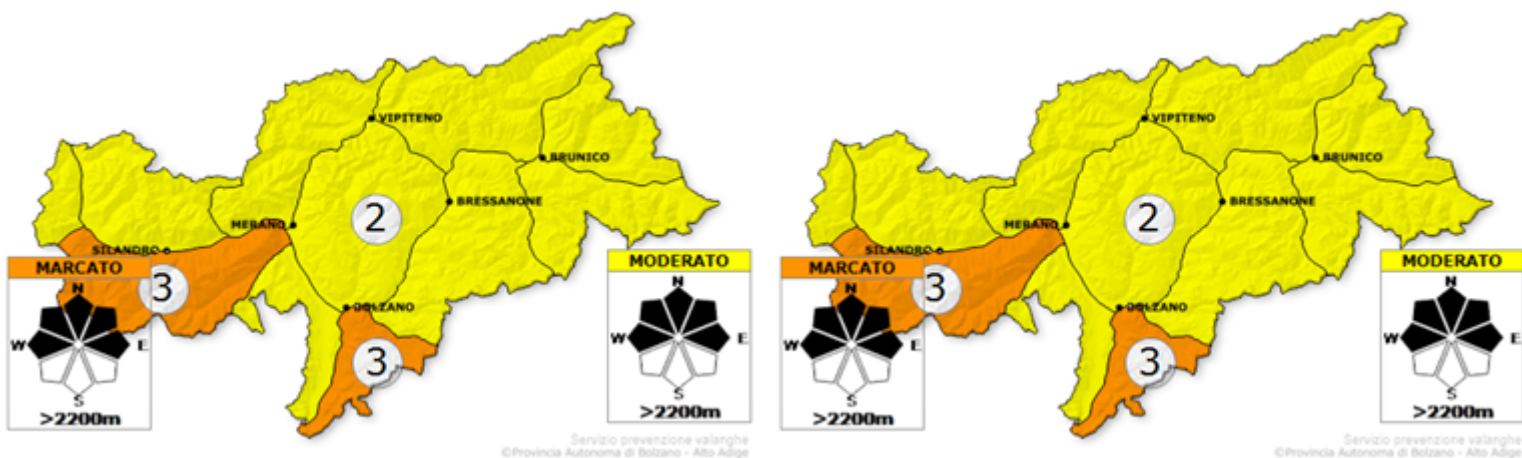 VIPITENO
BRUNICO
BRESSANONE
2
MERANO
SILANDRO
MARCATO
3
N
W E
S
>2200m
BOLZANO
3
MODERATO
N
W E
S
>2200m
Servizio prevenzione valanghe
©Provincia Autonoma di Bolzano - Alto Adige
VIPITENO
BRUNICO
BRESSANONE
2
MERANO
SILANDRO
MARCATO
3
N
W E
S
>2200m
BOLZANO
3
MODERATO
N
W E
S
>2200m
Servizio prevenzione valanghe
©Provincia Autonoma di Bolzano - Alto Adige